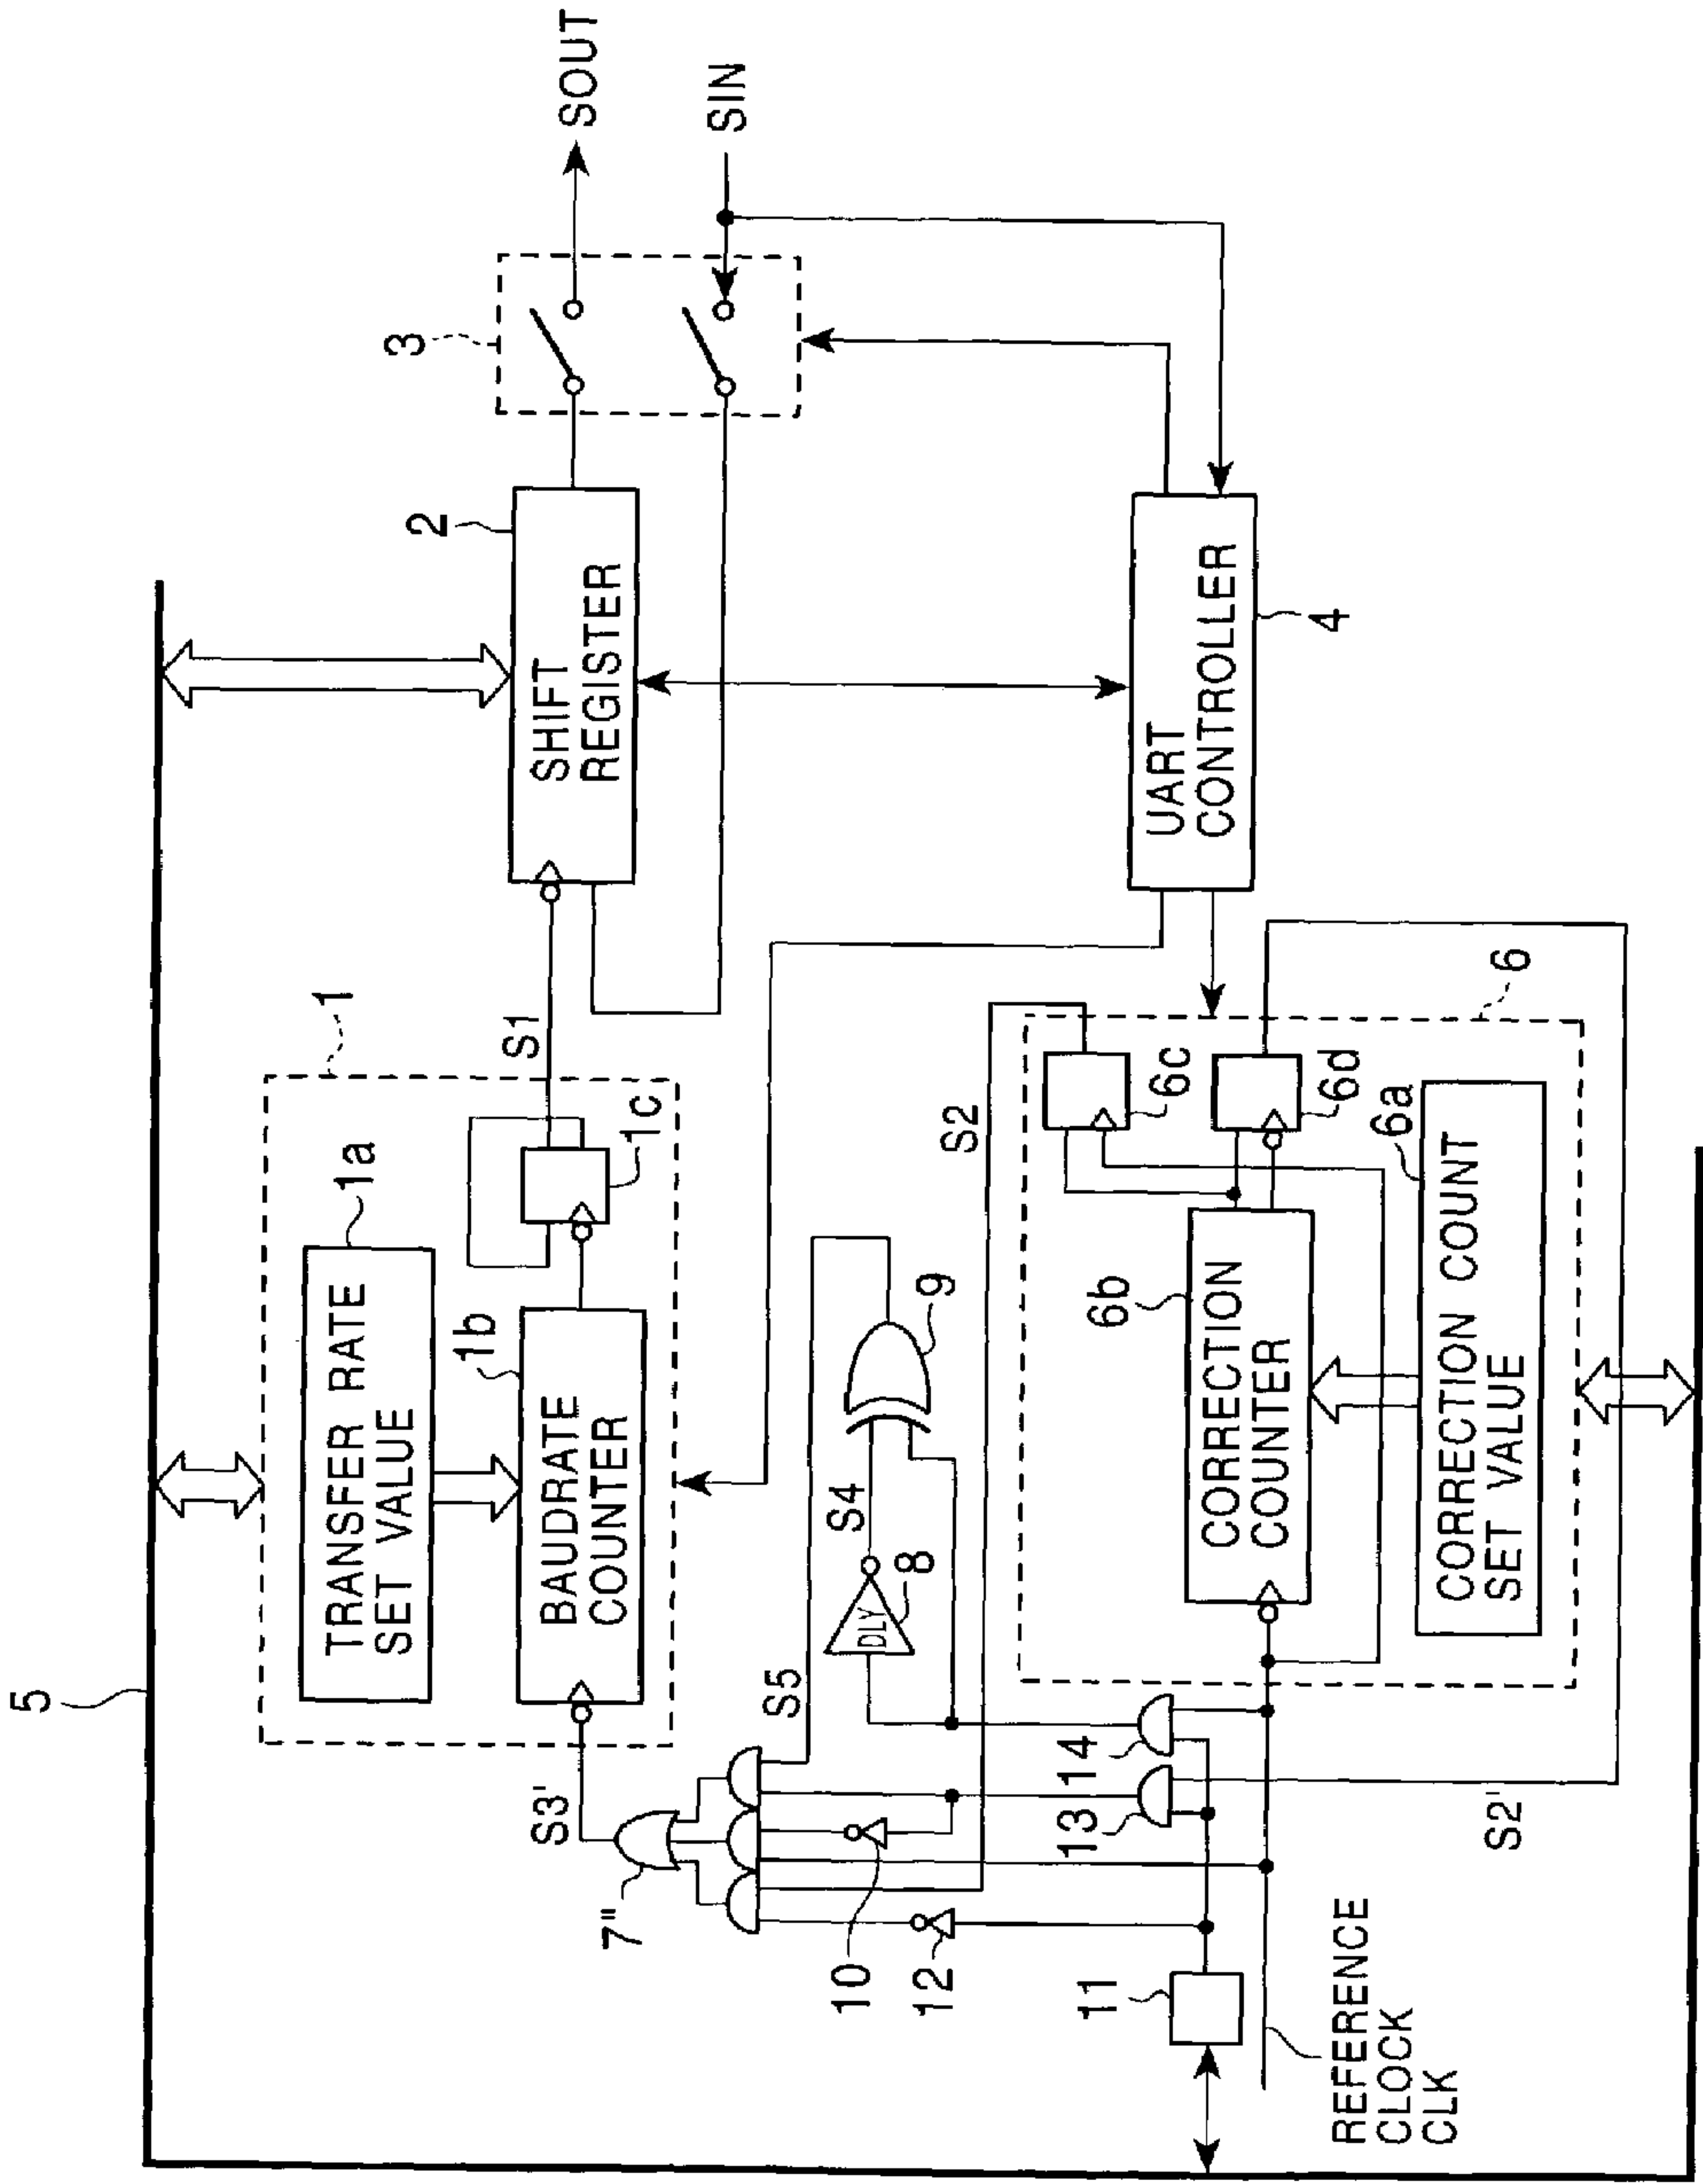 5
1
TRANSFER RATE
SET VALUE
1a
BAUDRATE
COUNTER
1b
1c
S1
2
SHIFT
REGISTER
3
SOUT
SIN
S3'
7"
S5
10
12
DLY
8
S4
9
S2
UART
CONTROLLER
4
11
13
14
6
6b
CORRECTION
COUNTER
6c
6d
6a
CORRECTION COUNT
SET VALUE
S2'
REFERENCE
CLOCK
CLK